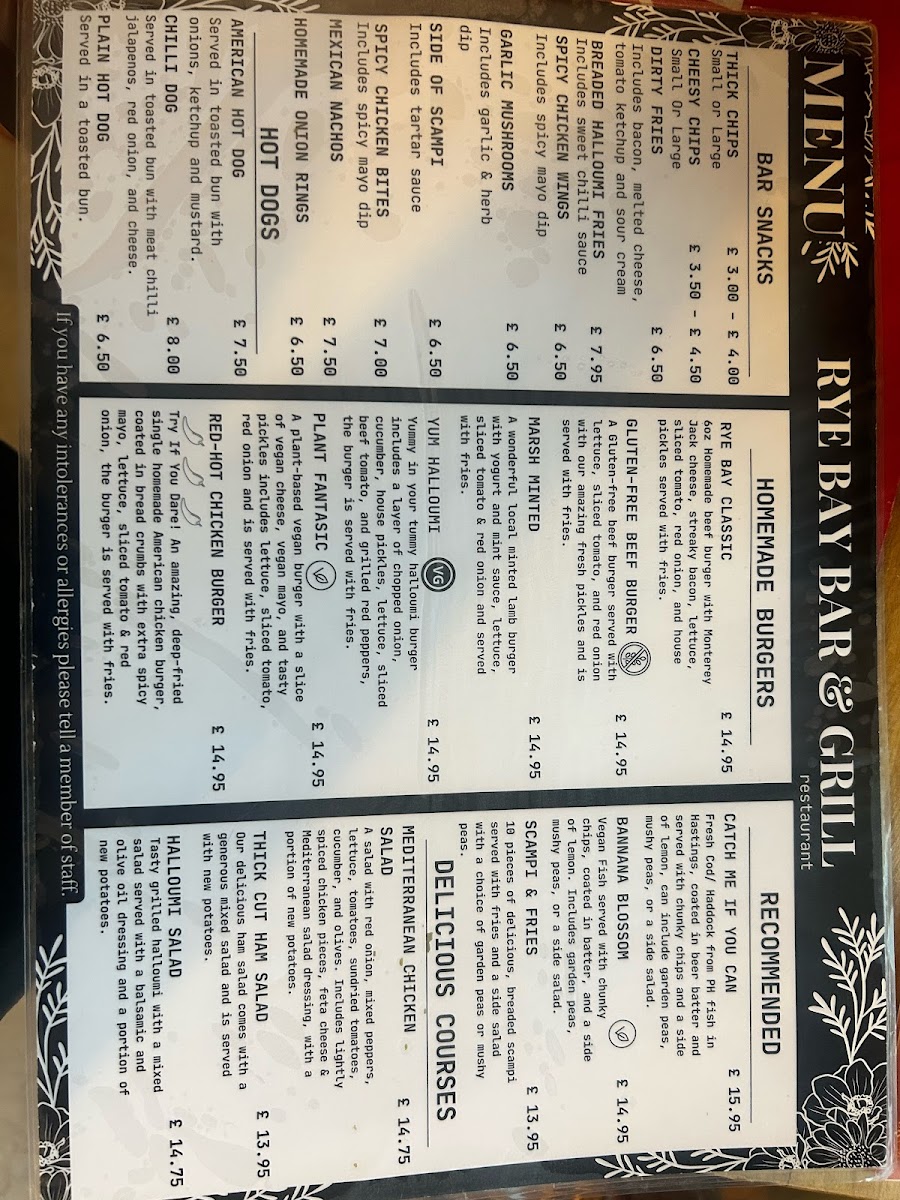 MENU RYE BAY BAR & GRILL
restaurant
BAR SNACKS
THICK CHIPS £ 3.00 - £ 4.00
Small or Large
CHEESY CHIPS £ 3.50 - £ 4.50
Small Or Large
DIRTY FRIES £ 6.50
Includes bacon, melted cheese,
tomato ketchup and sour cream
BREADED HALLOUMI FRIES £ 7.95
Includes sweet chilli sauce
SPICY CHICKEN WINGS £ 6.50
Includes spicy mayo dip
GARLIC MUSHROOMS £ 6.50
Includes garlic & herb
dip
SIDE OF SCAMPI £ 6.50
Includes tartar sauce
SPICY CHICKEN BITES £ 7.00
Includes spicy mayo dip
MEXICAN NACHOS £ 7.50
HOMEMADE ONION RINGS £ 6.50
HOT DOGS
AMERICAN HOT DOG £ 7.50
Served in toasted bun with
onions, ketchup and mustard.
CHILLI DOG £ 8.00
Served in toasted bun with meat chilli
jalapenos, red onion, and cheese.
PLAIN HOT DOG £ 6.50
Served in a toasted bun.
HOMEMADE BURGERS
RYE BAY CLASSIC £ 14.95
6oz Homemade beef burger with Monterey
Jack cheese, streaky bacon, lettuce,
sliced tomato, red onion, and house
pickles served with fries.
GLUTEN-FREE BEEF BURGER £ 14.95
A Gluten-free beef burger served with
lettuce, sliced tomato, and red onion
with our amazing fresh pickles and is
served with fries.
MARSH MINTED £ 14.95
A wonderful local minted lamb burger
with yogurt and mint sauce, lettuce,
sliced tomato & red onion and served
with fries.
YUM HALLOUMI VG £ 14.95
Yummy in your tummy halloumi burger
includes a layer of chopped onion,
cucumber, house pickles, lettuce, sliced
beef tomato, and grilled red peppers,
the burger is served with fries.
PLANT FANTASIC £ 14.95
A plant-based vegan burger with a slice
of vegan cheese, vegan mayo, and tasty
pickles includes lettuce, sliced tomato,
red onion and is served with fries.
RED-HOT CHICKEN BURGER £ 14.95
Try If You Dare! An amazing, deep-fried
single homemade American chicken burger,
coated in bread crumbs with extra spicy
mayo, lettuce, sliced tomato & red
onion, the burger is served with fries.
RECOMMENDED
CATCH ME IF YOU CAN £ 15.95
Fresh Cod/ Haddock from PH fish in
Hastings, coated in beer batter and
served with chunky chips and a side
of lemon, can include garden peas,
mushy peas, or a side salad.
BANNANA BLOSSOM £ 14.95
Vegan Fish served with chunky
chips, coated in batter, and a side
of lemon. Includes garden peas,
mushy peas, or a side salad.
SCAMPI & FRIES £ 13.95
10 pieces of delicious, breaded scampi
served with fries and a side salad
with a choice of garden peas or mushy
peas.
DELICIOUS COURSES
MEDITERRANEAN CHICKEN £ 14.75
SALAD
A salad with red onion, mixed peppers,
lettuce, tomatoes, sundried tomatoes,
cucumber, and olives. Includes lightly
spiced chicken pieces, feta cheese &
Mediterranean salad dressing, with a
portion of new potatoes.
THICK CUT HAM SALAD £ 13.95
Our delicious ham salad comes with a
generous mixed salad and is served
with new potatoes.
HALLOUMI SALAD £ 14.75
Tasty grilled halloumi with a mixed
salad served with a balsamic and
olive oil dressing and a portion of
new potatoes.
If you have any intolerances or allergies please tell a member of staff.